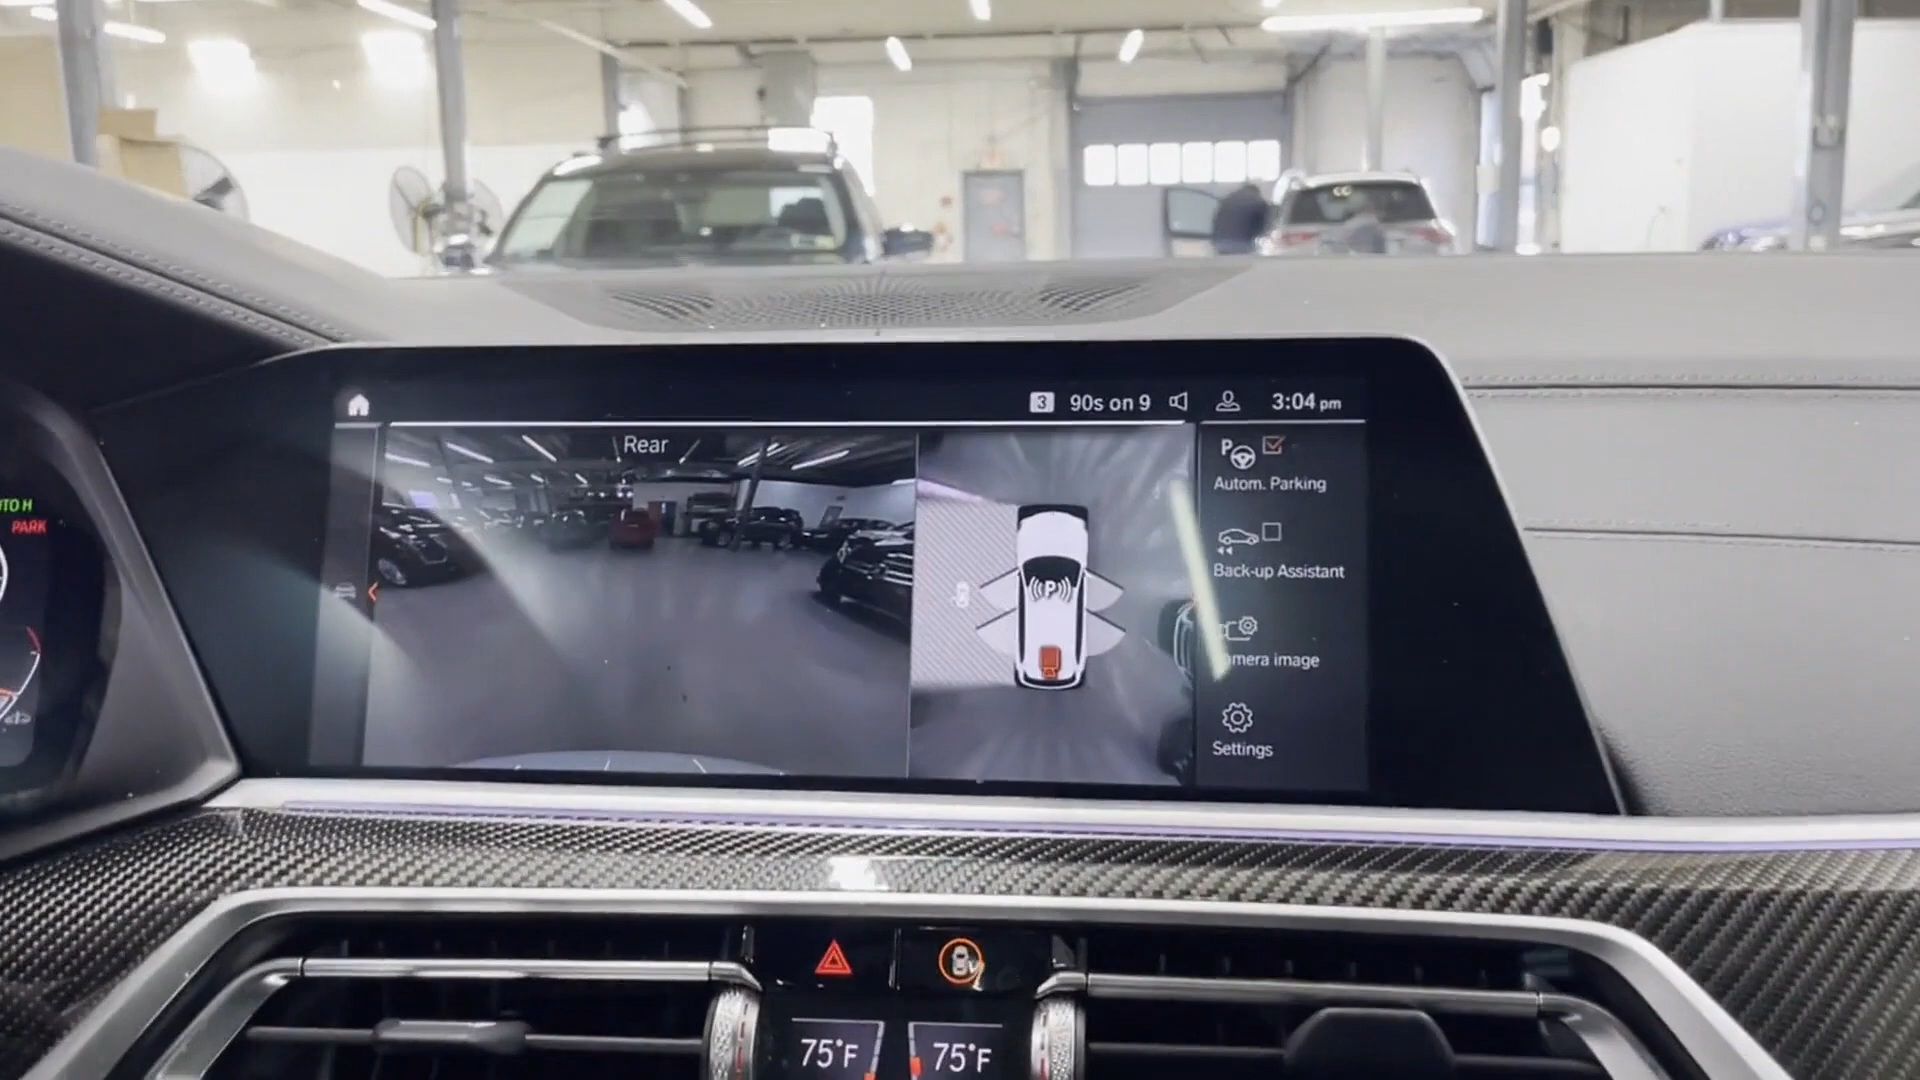 3 90s on 9 3:04 pm
Rear
P
Autom. Parking
Back-up Assistant
mera image
Settings
P
TO H
PARK
75°F 75°F